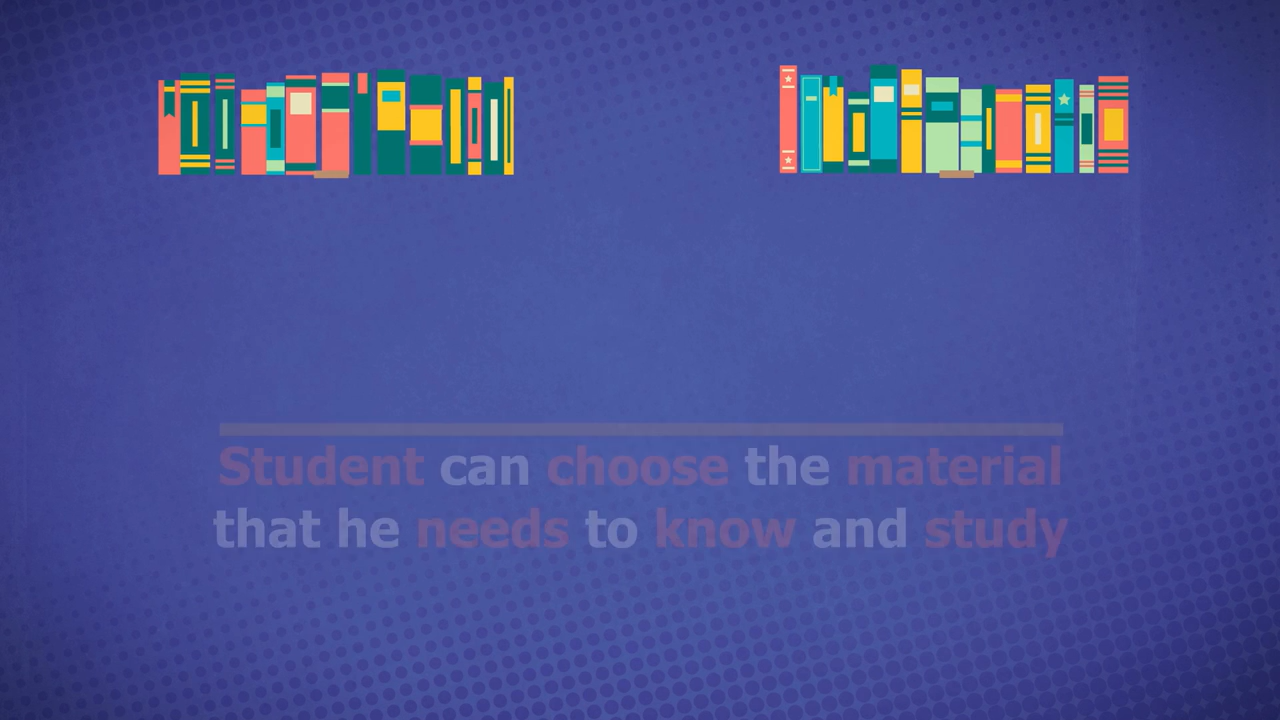 Student can choose the material
that he needs to know and study